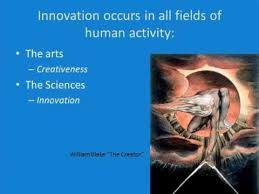 Innovation occurs in all fields of
human activity:
• The arts
– Creativeness
• The Sciences
– Innovation
William Blake "The Creator"